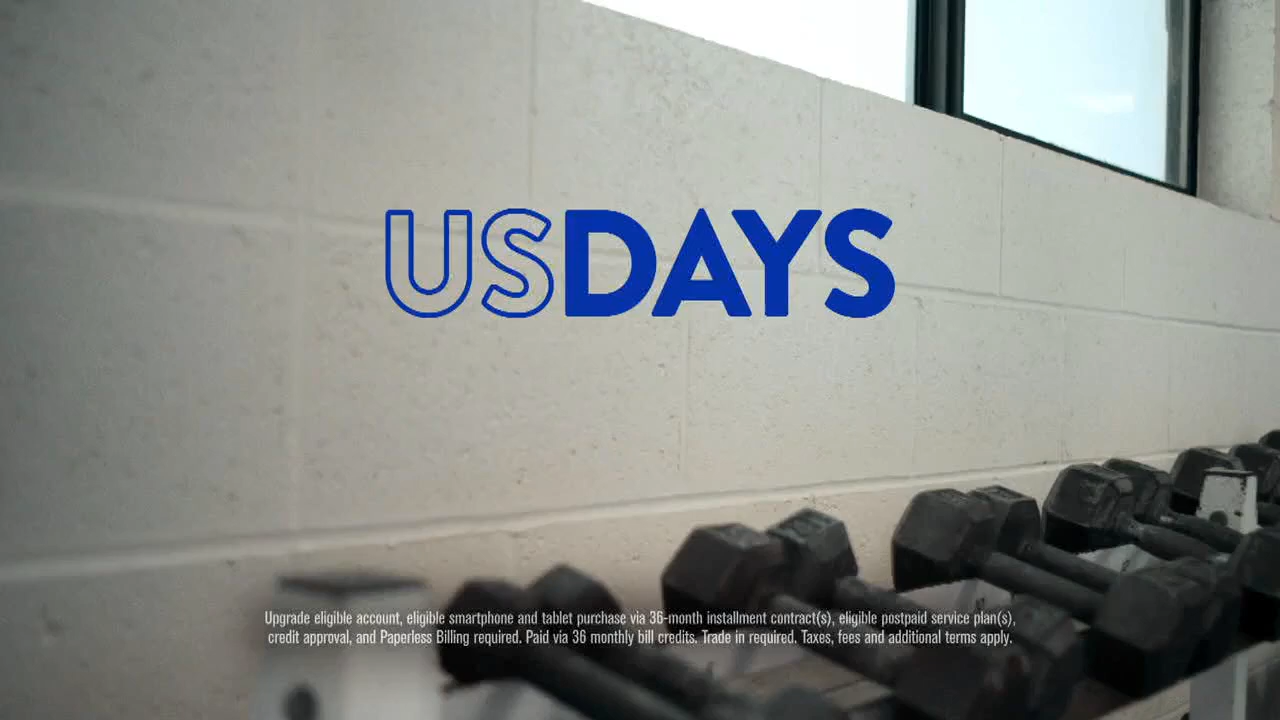 USDAYS
Upgrade eligible account, eligible smartphone and tablet purchase via 36-month installment contract(s), eligible postpaid service plan(s),
credit approval, and Paperless Billing required. Paid via 36 monthly bill credits. Trade in required. Taxes, fees and additional terms apply.